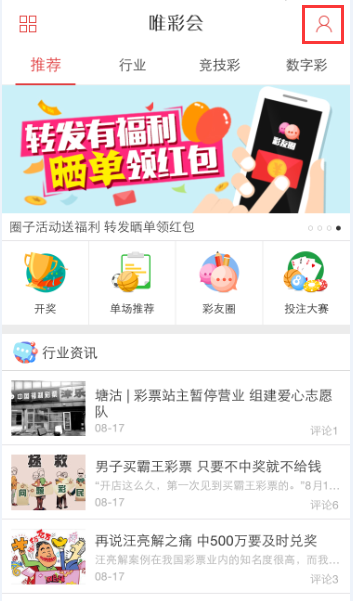 唯彩会
推荐 行业 竞技彩 数字彩
转发有福利
晒单领红包
彩友圈
圈子活动送福利 转发晒单领红包
开奖 单场推荐 彩友圈 投注大赛
行业资讯
塘沽 | 彩票站主暂停营业 组建爱心志愿队
08-17 评论1
拯救
问题彩民
男子买霸王彩票 只要不中奖就不给钱
“开店这么久，第一次见到买霸王彩票的。"8月1...
08-17 评论6
再说汪亮解之痛 中500万要及时兑奖
汪亮解案例在我国彩票业内的知名度很高，而我...
08-17 评论3